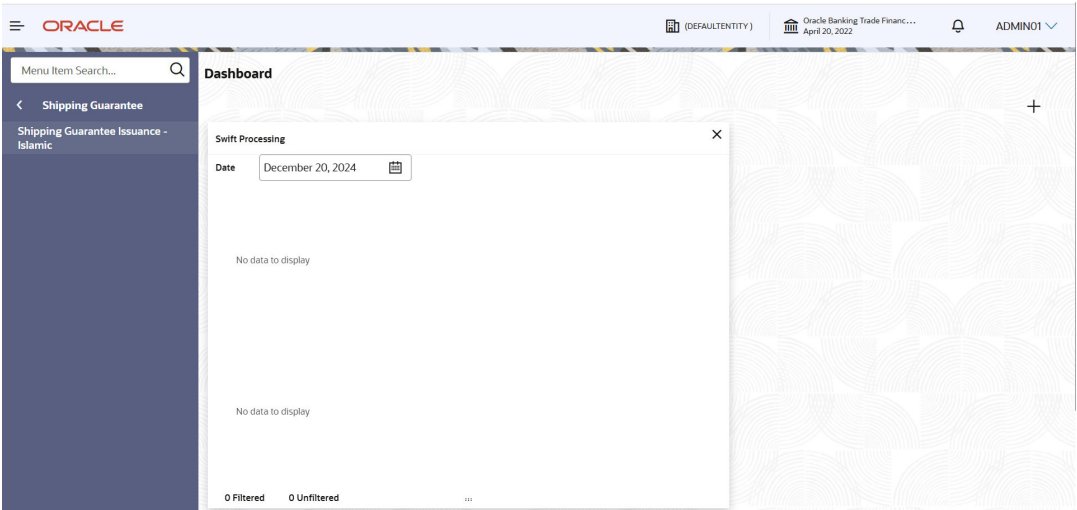 ORACLE
(DEFAULTENTITY)
Oracle Banking Trade Financ...
April 20, 2022
ADMIN01
Menu Item Search...
Dashboard
Shipping Guarantee
Shipping Guarantee Issuance -
Islamic
Swift Processing
Date
December 20, 2024
No data to display
No data to display
0 Filtered
0 Unfiltered